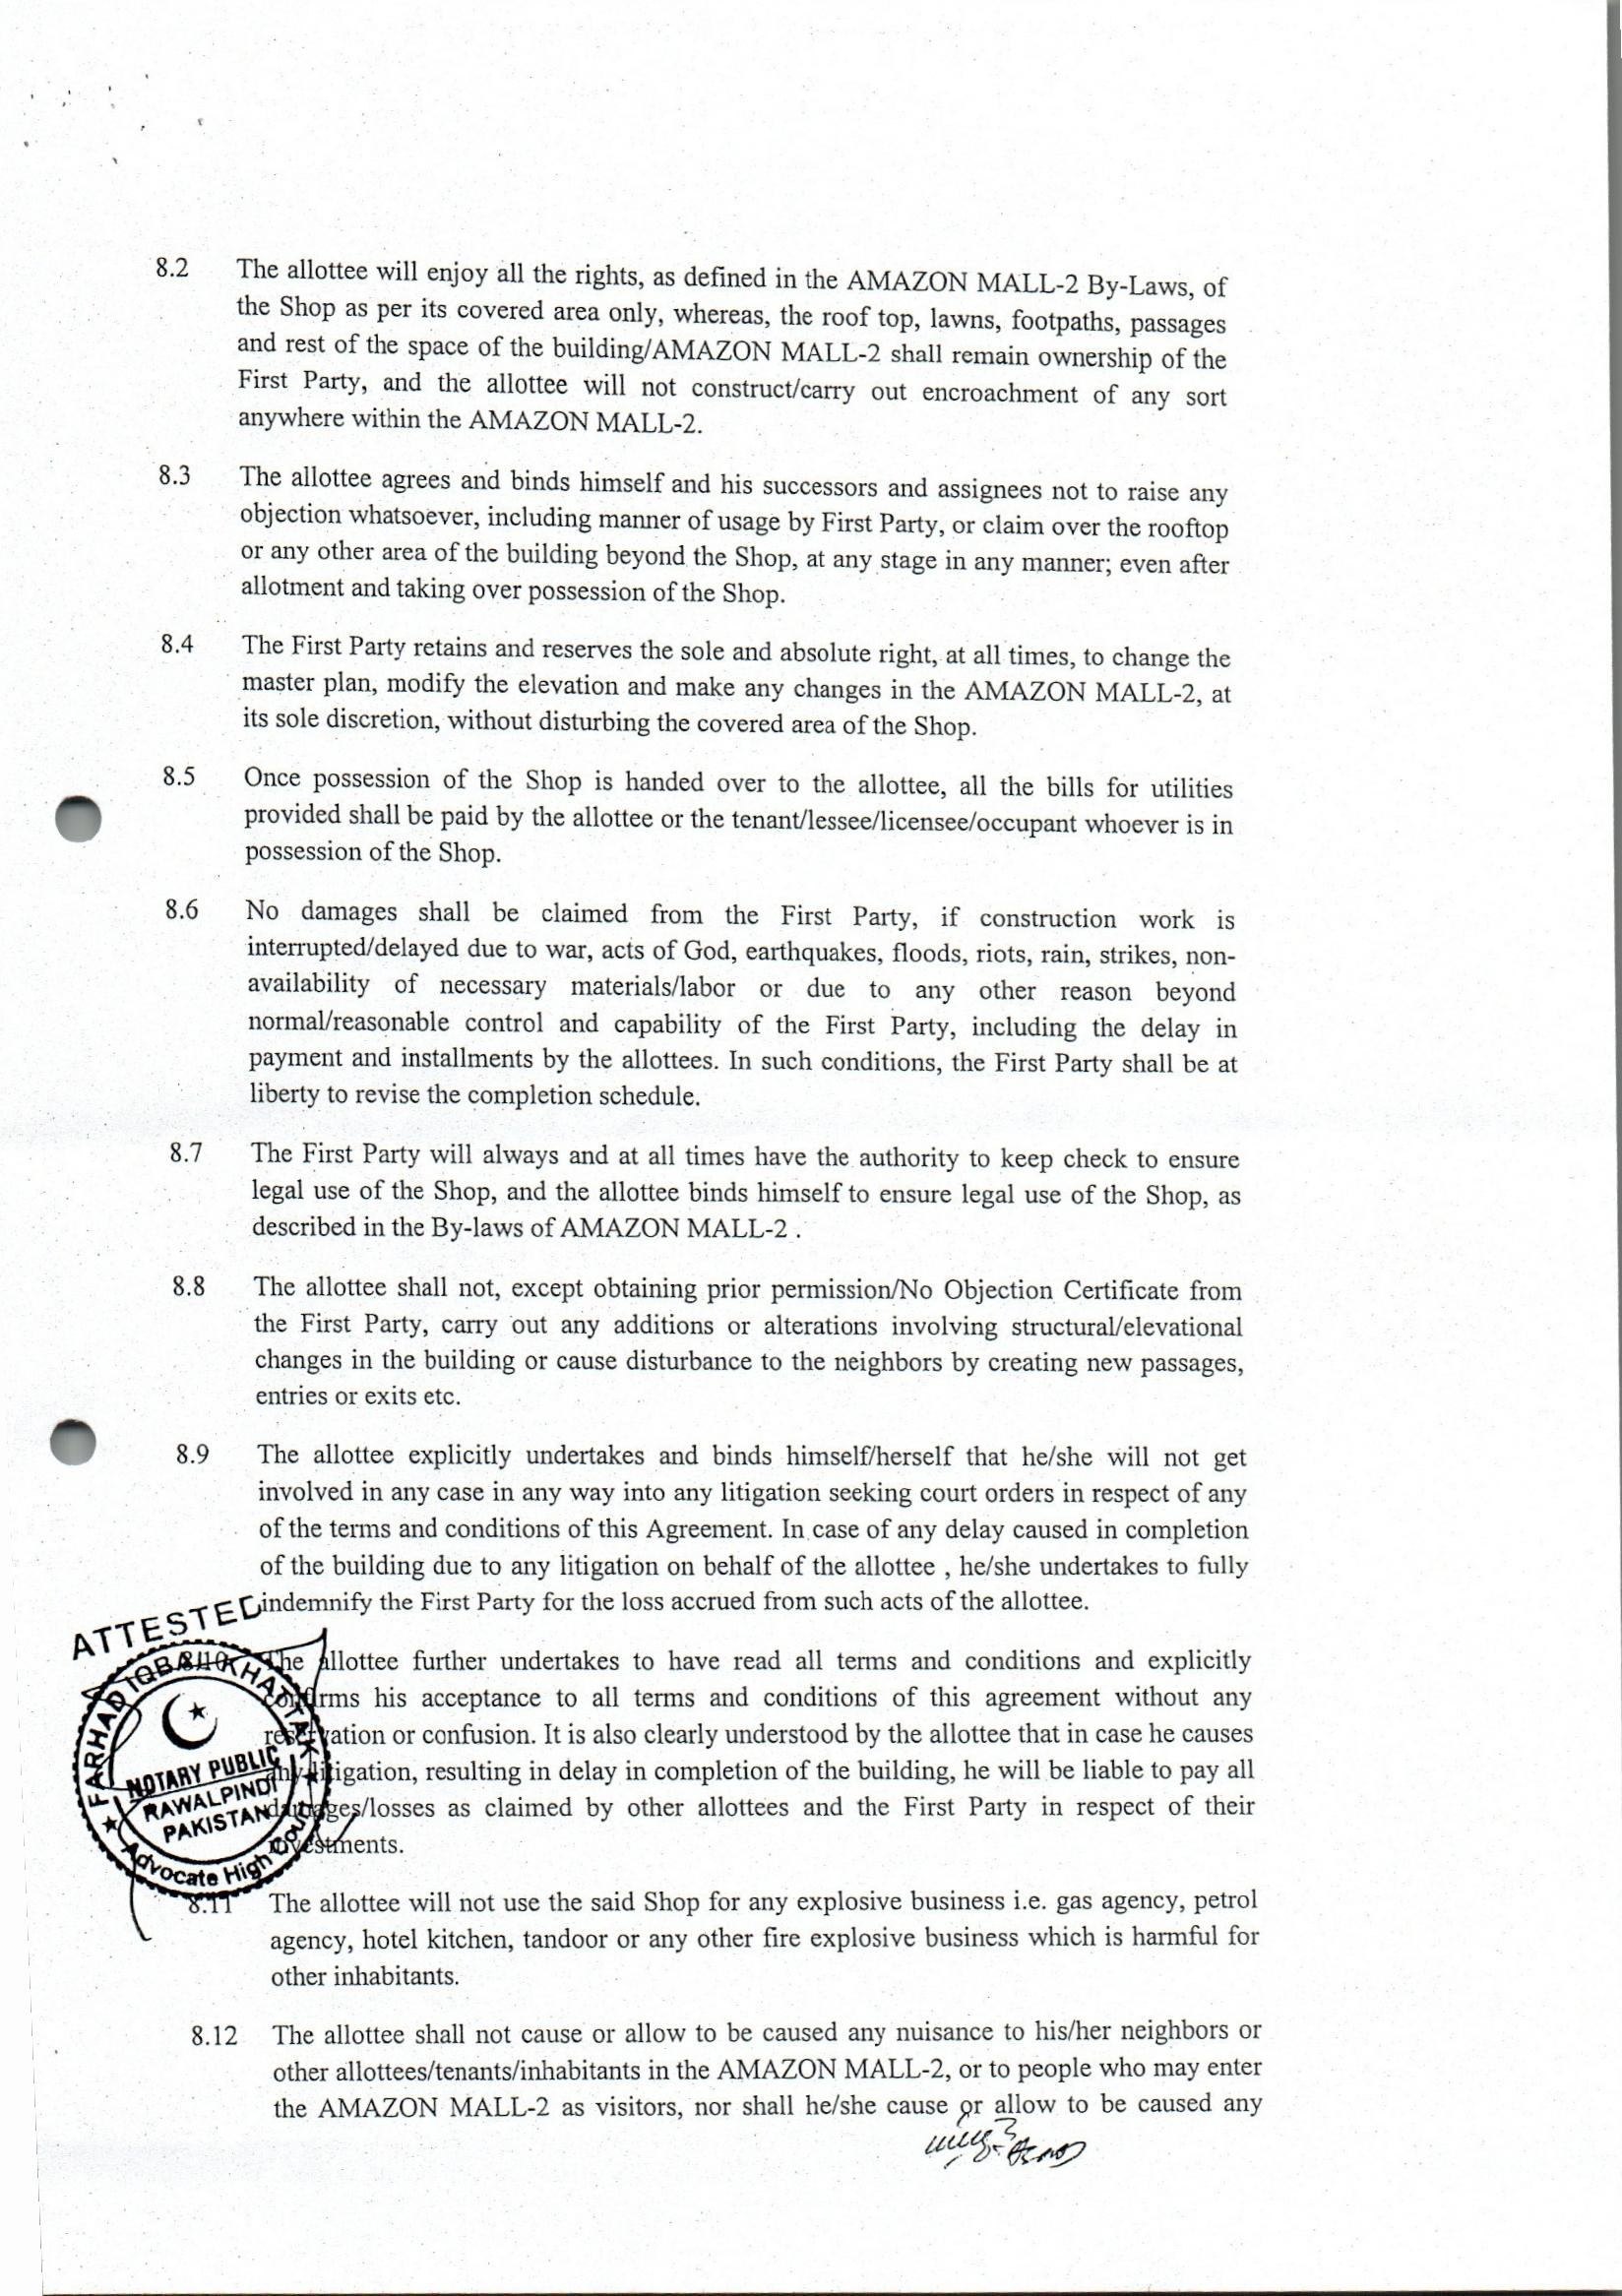 8.2 The allottee will enjoy all the rights, as defined in the AMAZON MALL-2 By-Laws, of
the Shop as per its covered area only, whereas, the roof top, lawns, footpaths, passages
and rest of the space of the building/AMAZON MALL-2 shall remain ownership of the
First Party, and the allottee will not construct/carry out encroachment of any sort
anywhere within the AMAZON MALL-2.
8.3 The allottee agrees and binds himself and his successors and assignees not to raise any
objection whatsoever, including manner of usage by First Party, or claim over the rooftop
or any other area of the building beyond the Shop, at any stage in any manner; even after
allotment and taking over possession of the Shop.
8.4 The First Party retains and reserves the sole and absolute right, at all times, to change the
master plan, modify the elevation and make any changes in the AMAZON MALL-2, at
its sole discretion, without disturbing the covered area of the Shop.
8.5 Once possession of the Shop is handed over to the allottee, all the bills for utilities
provided shall be paid by the allottee or the tenant/lessee/licensee/occupant whoever is in
possession of the Shop.
8.6 No damages shall be claimed from the First Party, if construction work is
interrupted/delayed due to war, acts of God, earthquakes, floods, riots, rain, strikes, non-
availability of necessary materials/labor or due to any other reason beyond
normal/reasonable control and capability of the First Party, including the delay in
payment and installments by the allottees. In such conditions, the First Party shall be at
liberty to revise the completion schedule.
8.7 The First Party will always and at all times have the authority to keep check to ensure
legal use of the Shop, and the allottee binds himself to ensure legal use of the Shop, as
described in the By-laws of AMAZON MALL-2 .
8.8 The allottee shall not, except obtaining prior permission/No Objection Certificate from
the First Party, carry out any additions or alterations involving structural/elevational
changes in the building or cause disturbance to the neighbors by creating new passages,
entries or exits etc.
8.9 The allottee explicitly undertakes and binds himself/herself that he/she will not get
involved in any case in any way into any litigation seeking court orders in respect of any
of the terms and conditions of this Agreement. In case of any delay caused in completion
of the building due to any litigation on behalf of the allottee , he/she undertakes to fully
indemnify the First Party for the loss accrued from such acts of the allottee.
ATTESTED
FARHAD IQBAL KHATTAK
NOTARY PUBLIC
RAWALPINDI
PAKISTAN
Advocate High Court
8.10 The allottee further undertakes to have read all terms and conditions and explicitly
confirms his acceptance to all terms and conditions of this agreement without any
reservation or confusion. It is also clearly understood by the allottee that in case he causes
any litigation, resulting in delay in completion of the building, he will be liable to pay all
damages/losses as claimed by other allottees and the First Party in respect of their
investments.
8.11 The allottee will not use the said Shop for any explosive business i.e. gas agency, petrol
agency, hotel kitchen, tandoor or any other fire explosive business which is harmful for
other inhabitants.
8.12 The allottee shall not cause or allow to be caused any nuisance to his/her neighbors or
other allottees/tenants/inhabitants in the AMAZON MALL-2, or to people who may enter
the AMAZON MALL-2 as visitors, nor shall he/she cause or allow to be caused any